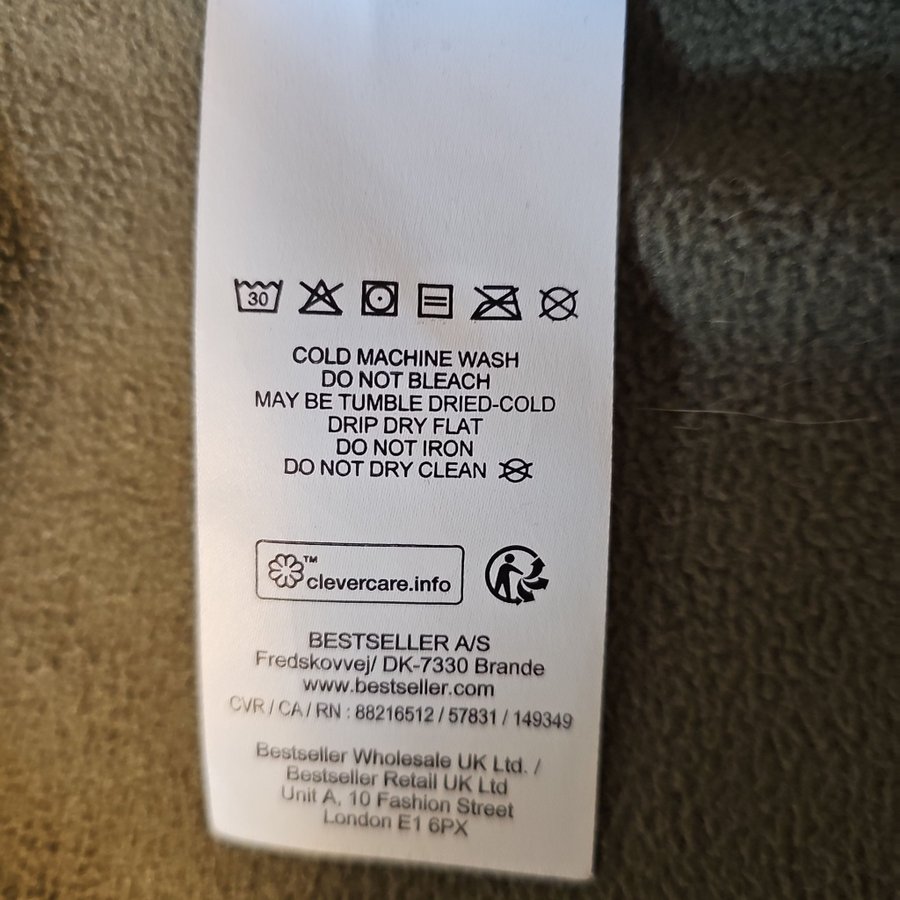 30
COLD MACHINE WASH
DO NOT BLEACH
MAY BE TUMBLE DRIED-COLD
DRIP DRY FLAT
DO NOT IRON
DO NOT DRY CLEAN
™
clevercare.info
BESTSELLER A/S
Fredskovvej/ DK-7330 Brande
www.bestseller.com
CVR / CA / RN : 88216512 / 57831 / 149349
Bestseller Wholesale UK Ltd. /
Bestseller Retail UK Ltd
Unit A, 10 Fashion Street
London E1 6PX